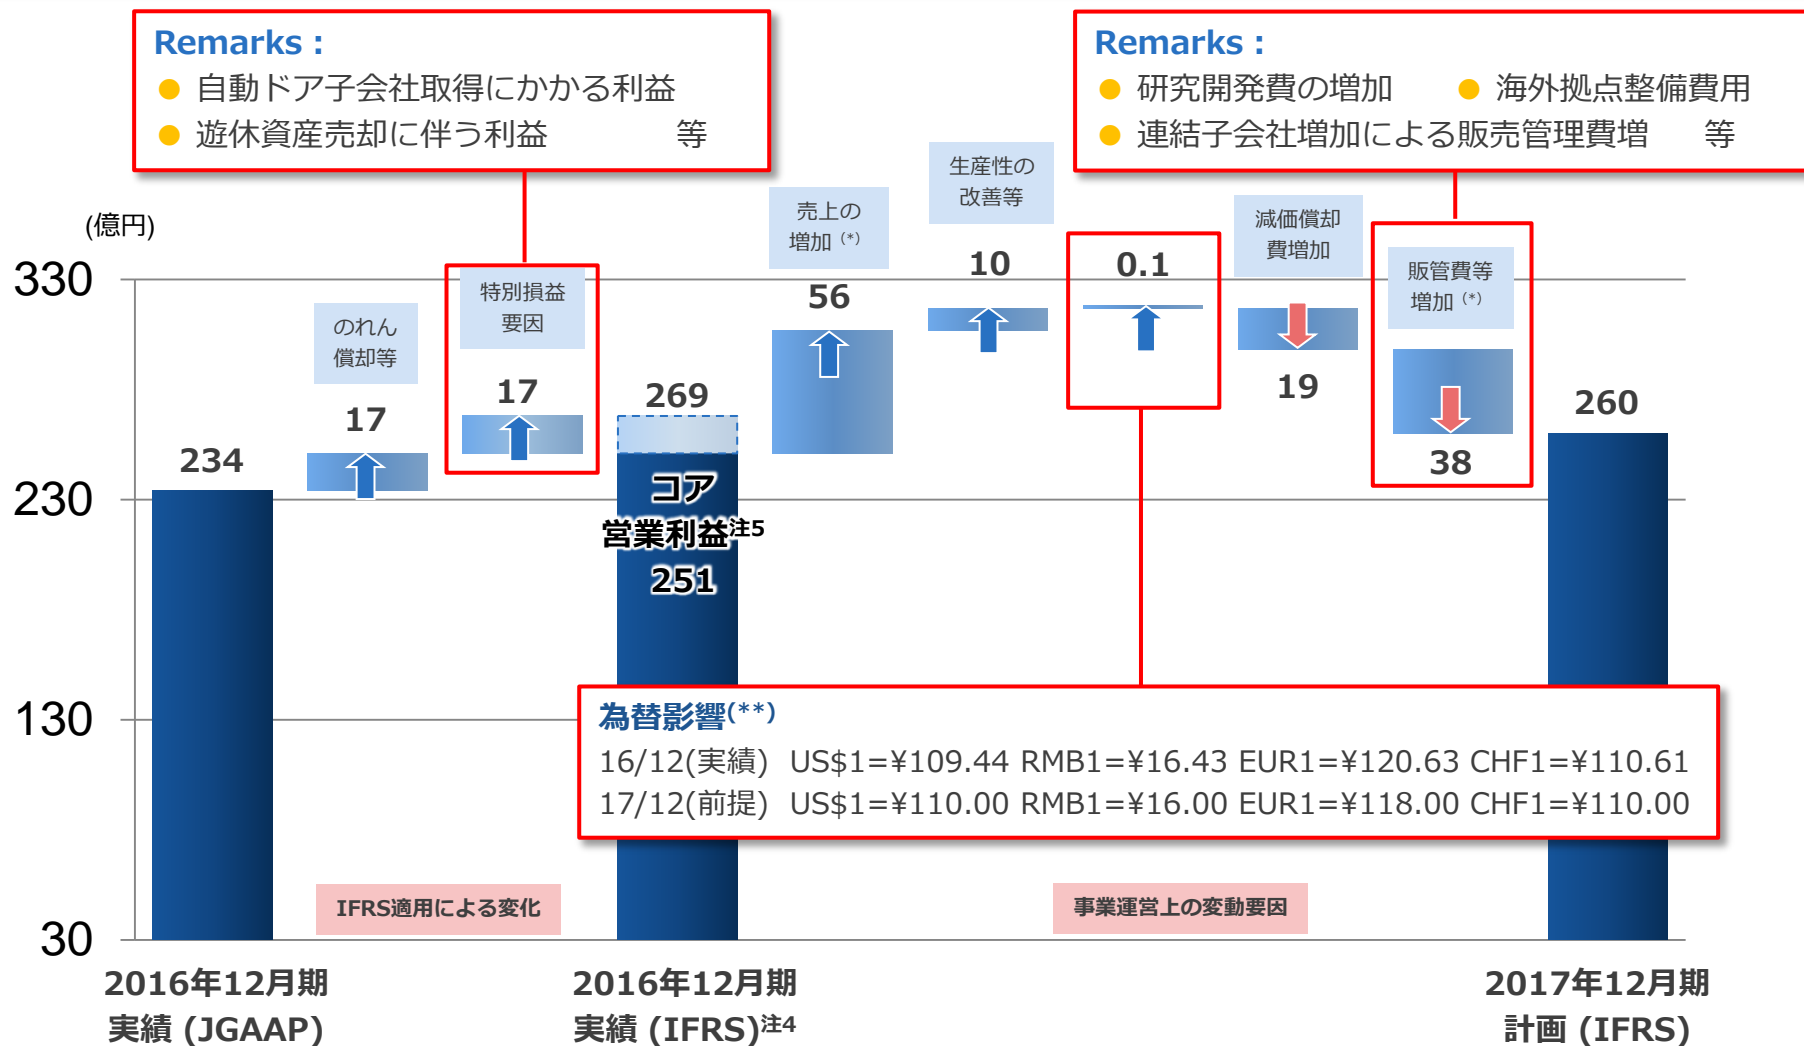 Remarks :
● 自動ドア子会社取得にかかる利益
● 遊休資産売却に伴う利益 等
Remarks :
● 研究開発費の増加 ● 海外拠点整備費用
● 連結子会社増加による販売管理費増 等
(億円)
330
230
130
30
234
のれん
償却等
17
特別損益
要因
17
269
コア
営業利益注5
251
売上の
増加 (*)
56
生産性の
改善等
10
0.1
減価償却
費増加
19
販管費等
増加 (*)
38
260
為替影響(**)
16/12(実績) US$1=¥109.44 RMB1=¥16.43 EUR1=¥120.63 CHF1=¥110.61
17/12(前提) US$1=¥110.00 RMB1=¥16.00 EUR1=¥118.00 CHF1=¥110.00
IFRS適用による変化
事業運営上の変動要因
2016年12月期
実績 (JGAAP)
2016年12月期
実績 (IFRS)注4
2017年12月期
計画 (IFRS)